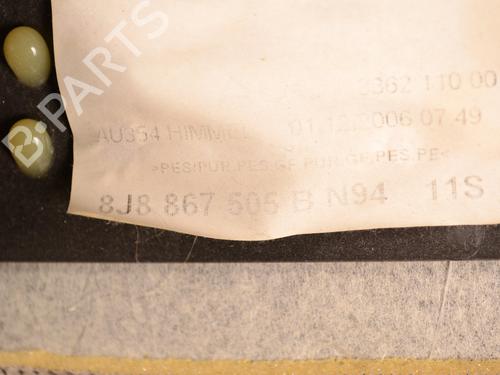 3362 110 00
AU354 HIMMEL 01.12.2006 07 49
>PES/PUR.PES.GF.PUR.GF.PES.PE<
8J8 867 505 B N94 11S
B-PARTS